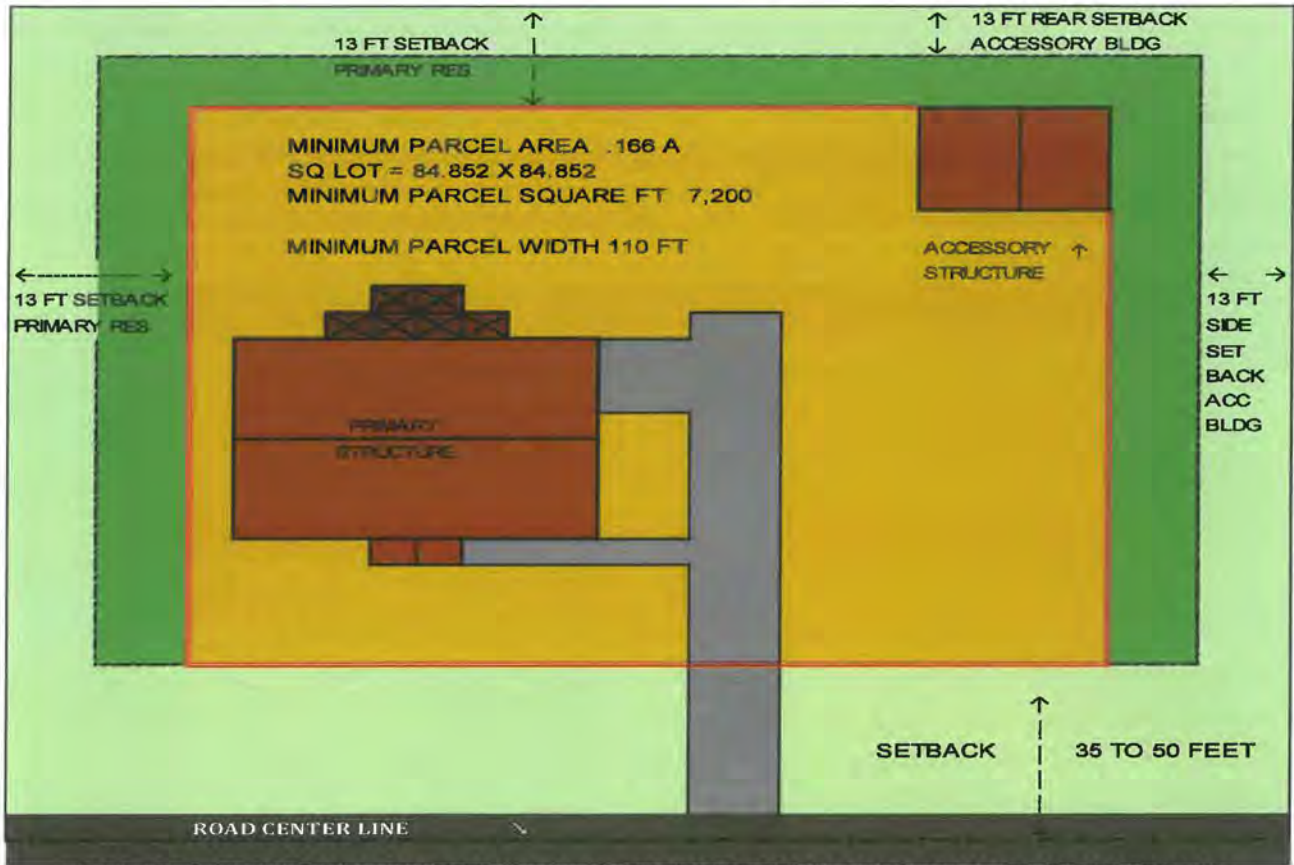 13 FT SETBACK
PRIMARY RES
13 FT REAR SETBACK
ACCESSORY BLDG
MINIMUM PARCEL AREA .166 A
SQ LOT = 84.852 X 84.852
MINIMUM PARCEL SQUARE FT 7,200
MINIMUM PARCEL WIDTH 110 FT
ACCESSORY
STRUCTURE
13 FT SETBACK
PRIMARY RES
13 FT
SIDE
SET
BACK
ACC
BLDG
PRIMARY
STRUCTURE
SETBACK 35 TO 50 FEET
ROAD CENTER LINE